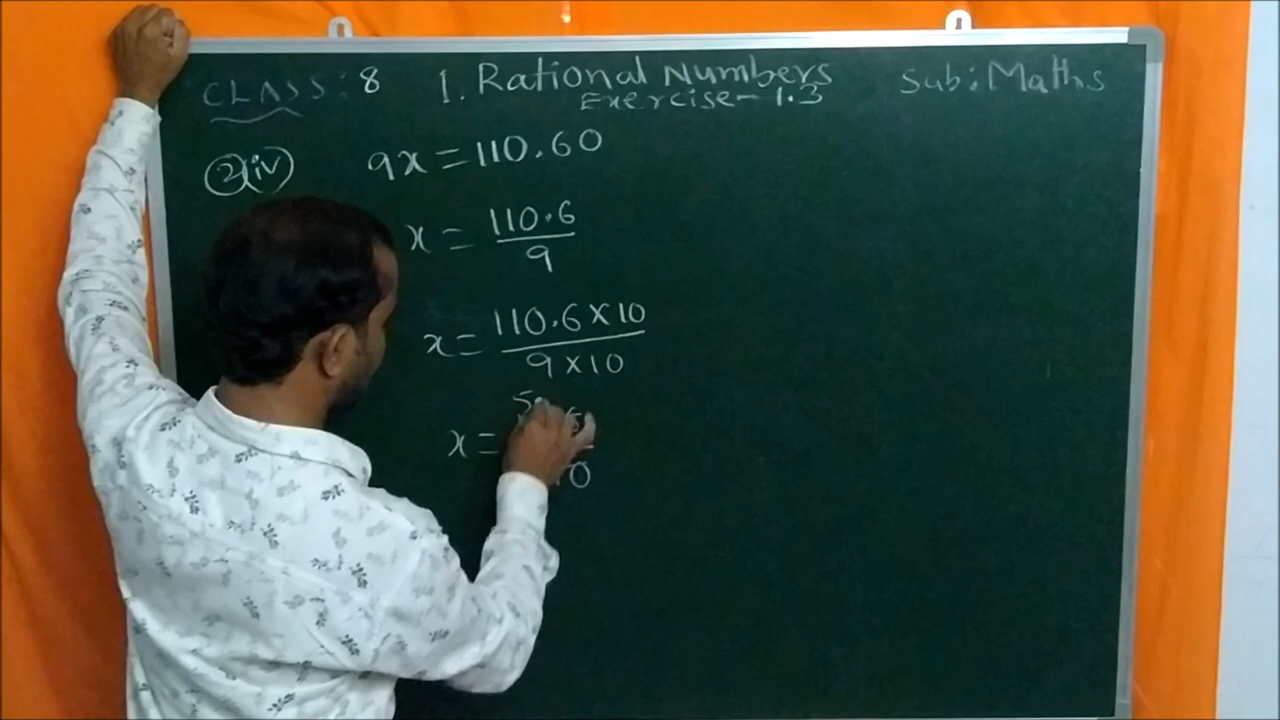 CLASS: 8 1. Rational Numbers Sub: Maths
Exercise-1.3
2(iv) 9x = 110.60
x = 110.6 / 9
x = 110.6 X 10 / 9 X 10
x =